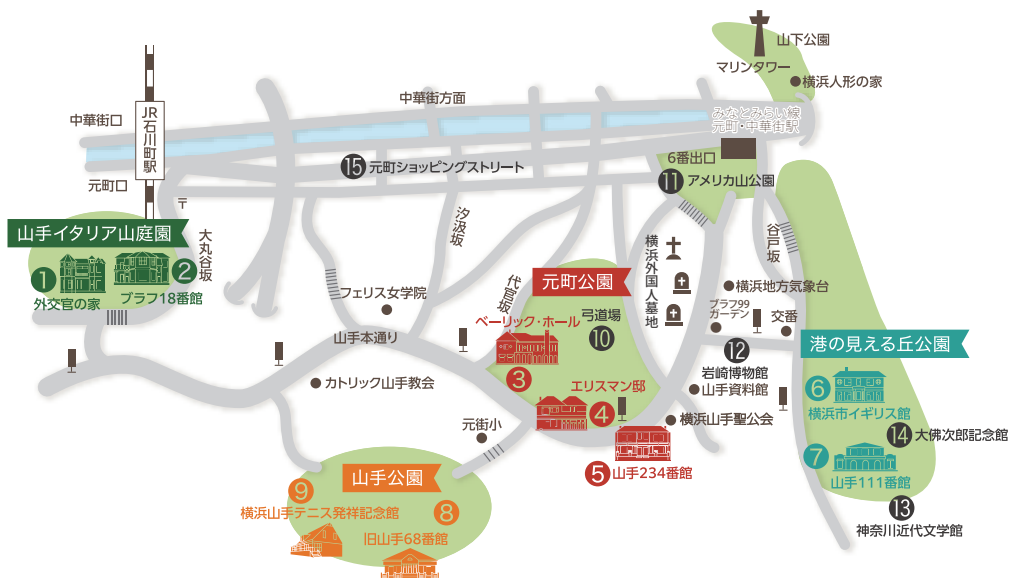 山下公園
マリンタワー
横浜人形の家
中華街方面
中華街口
JR石川町駅
みなとみらい線
元町・中華街駅
6番出口
15 元町ショッピングストリート
11 アメリカ山公園
元町口
〒
山手イタリア山庭園
大丸谷坂
汐汲坂
谷戸坂
横浜外国人墓地
1
外交官の家
2
ブラフ18番館
フェリス女学院
代官坂
元町公園
横浜地方気象台
ブラフ99
ガーデン
交番
ベーリック・ホール
3
弓道場
10
山手本通り
港の見える丘公園
12
岩崎博物館
山手資料館
カトリック山手教会
エリスマン邸
4
6
横浜市イギリス館
横浜山手聖公会
元街小
14 大佛次郎記念館
5 山手234番館
7
山手111番館
山手公園
9
横浜山手テニス発祥記念館
8
旧山手68番館
13
神奈川近代文学館